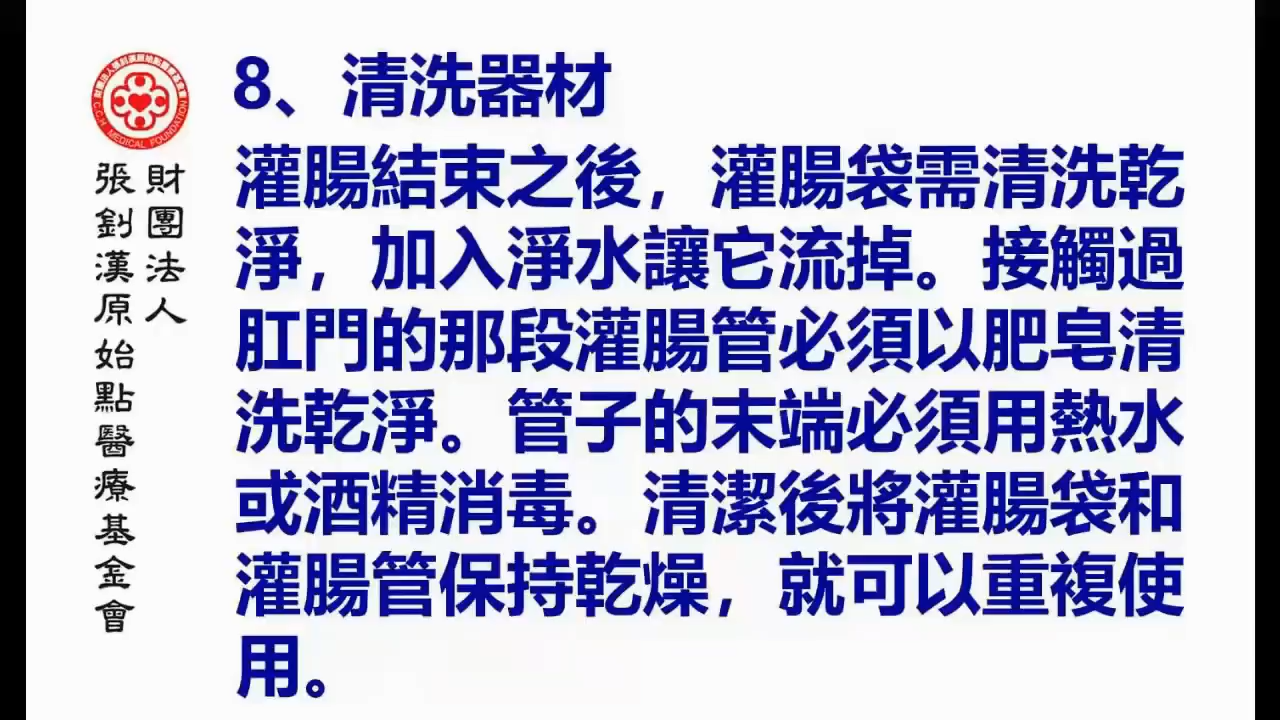 財團法人
張釗漢原始點醫療基金會
C.C.H MEDICAL FOUNDATION
8、清洗器材
灌腸結束之後，灌腸袋需清洗乾
淨，加入淨水讓它流掉。接觸過
肛門的那段灌腸管必須以肥皂清
洗乾淨。管子的末端必須用熱水
或酒精消毒。清潔後將灌腸袋和
灌腸管保持乾燥，就可以重複使
用。